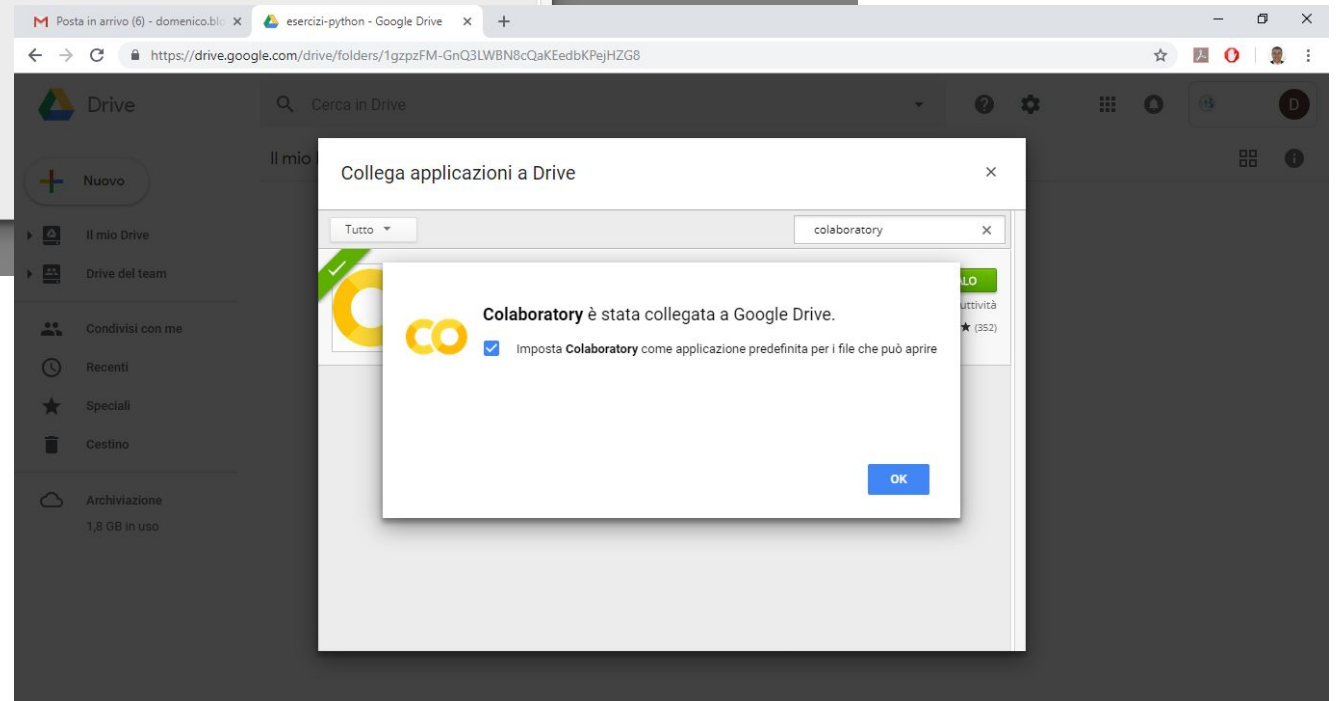 Posta in arrivo (6) - domenico.blo
esercizi-python - Google Drive
https://drive.google.com/drive/folders/1gzpzFM-GnQ3LWBN8cQaKEedbKPejHZG8
Drive
Cerca in Drive
D
Il mio
Nuovo
Il mio Drive
Drive del team
Condivisi con me
Recenti
Speciali
Cestino
Archiviazione
1,8 GB in uso
Collega applicazioni a Drive
Tutto
colaboratory
LO
uttività
(352)
Colaboratory è stata collegata a Google Drive.
Imposta Colaboratory come applicazione predefinita per i file che può aprire
OK